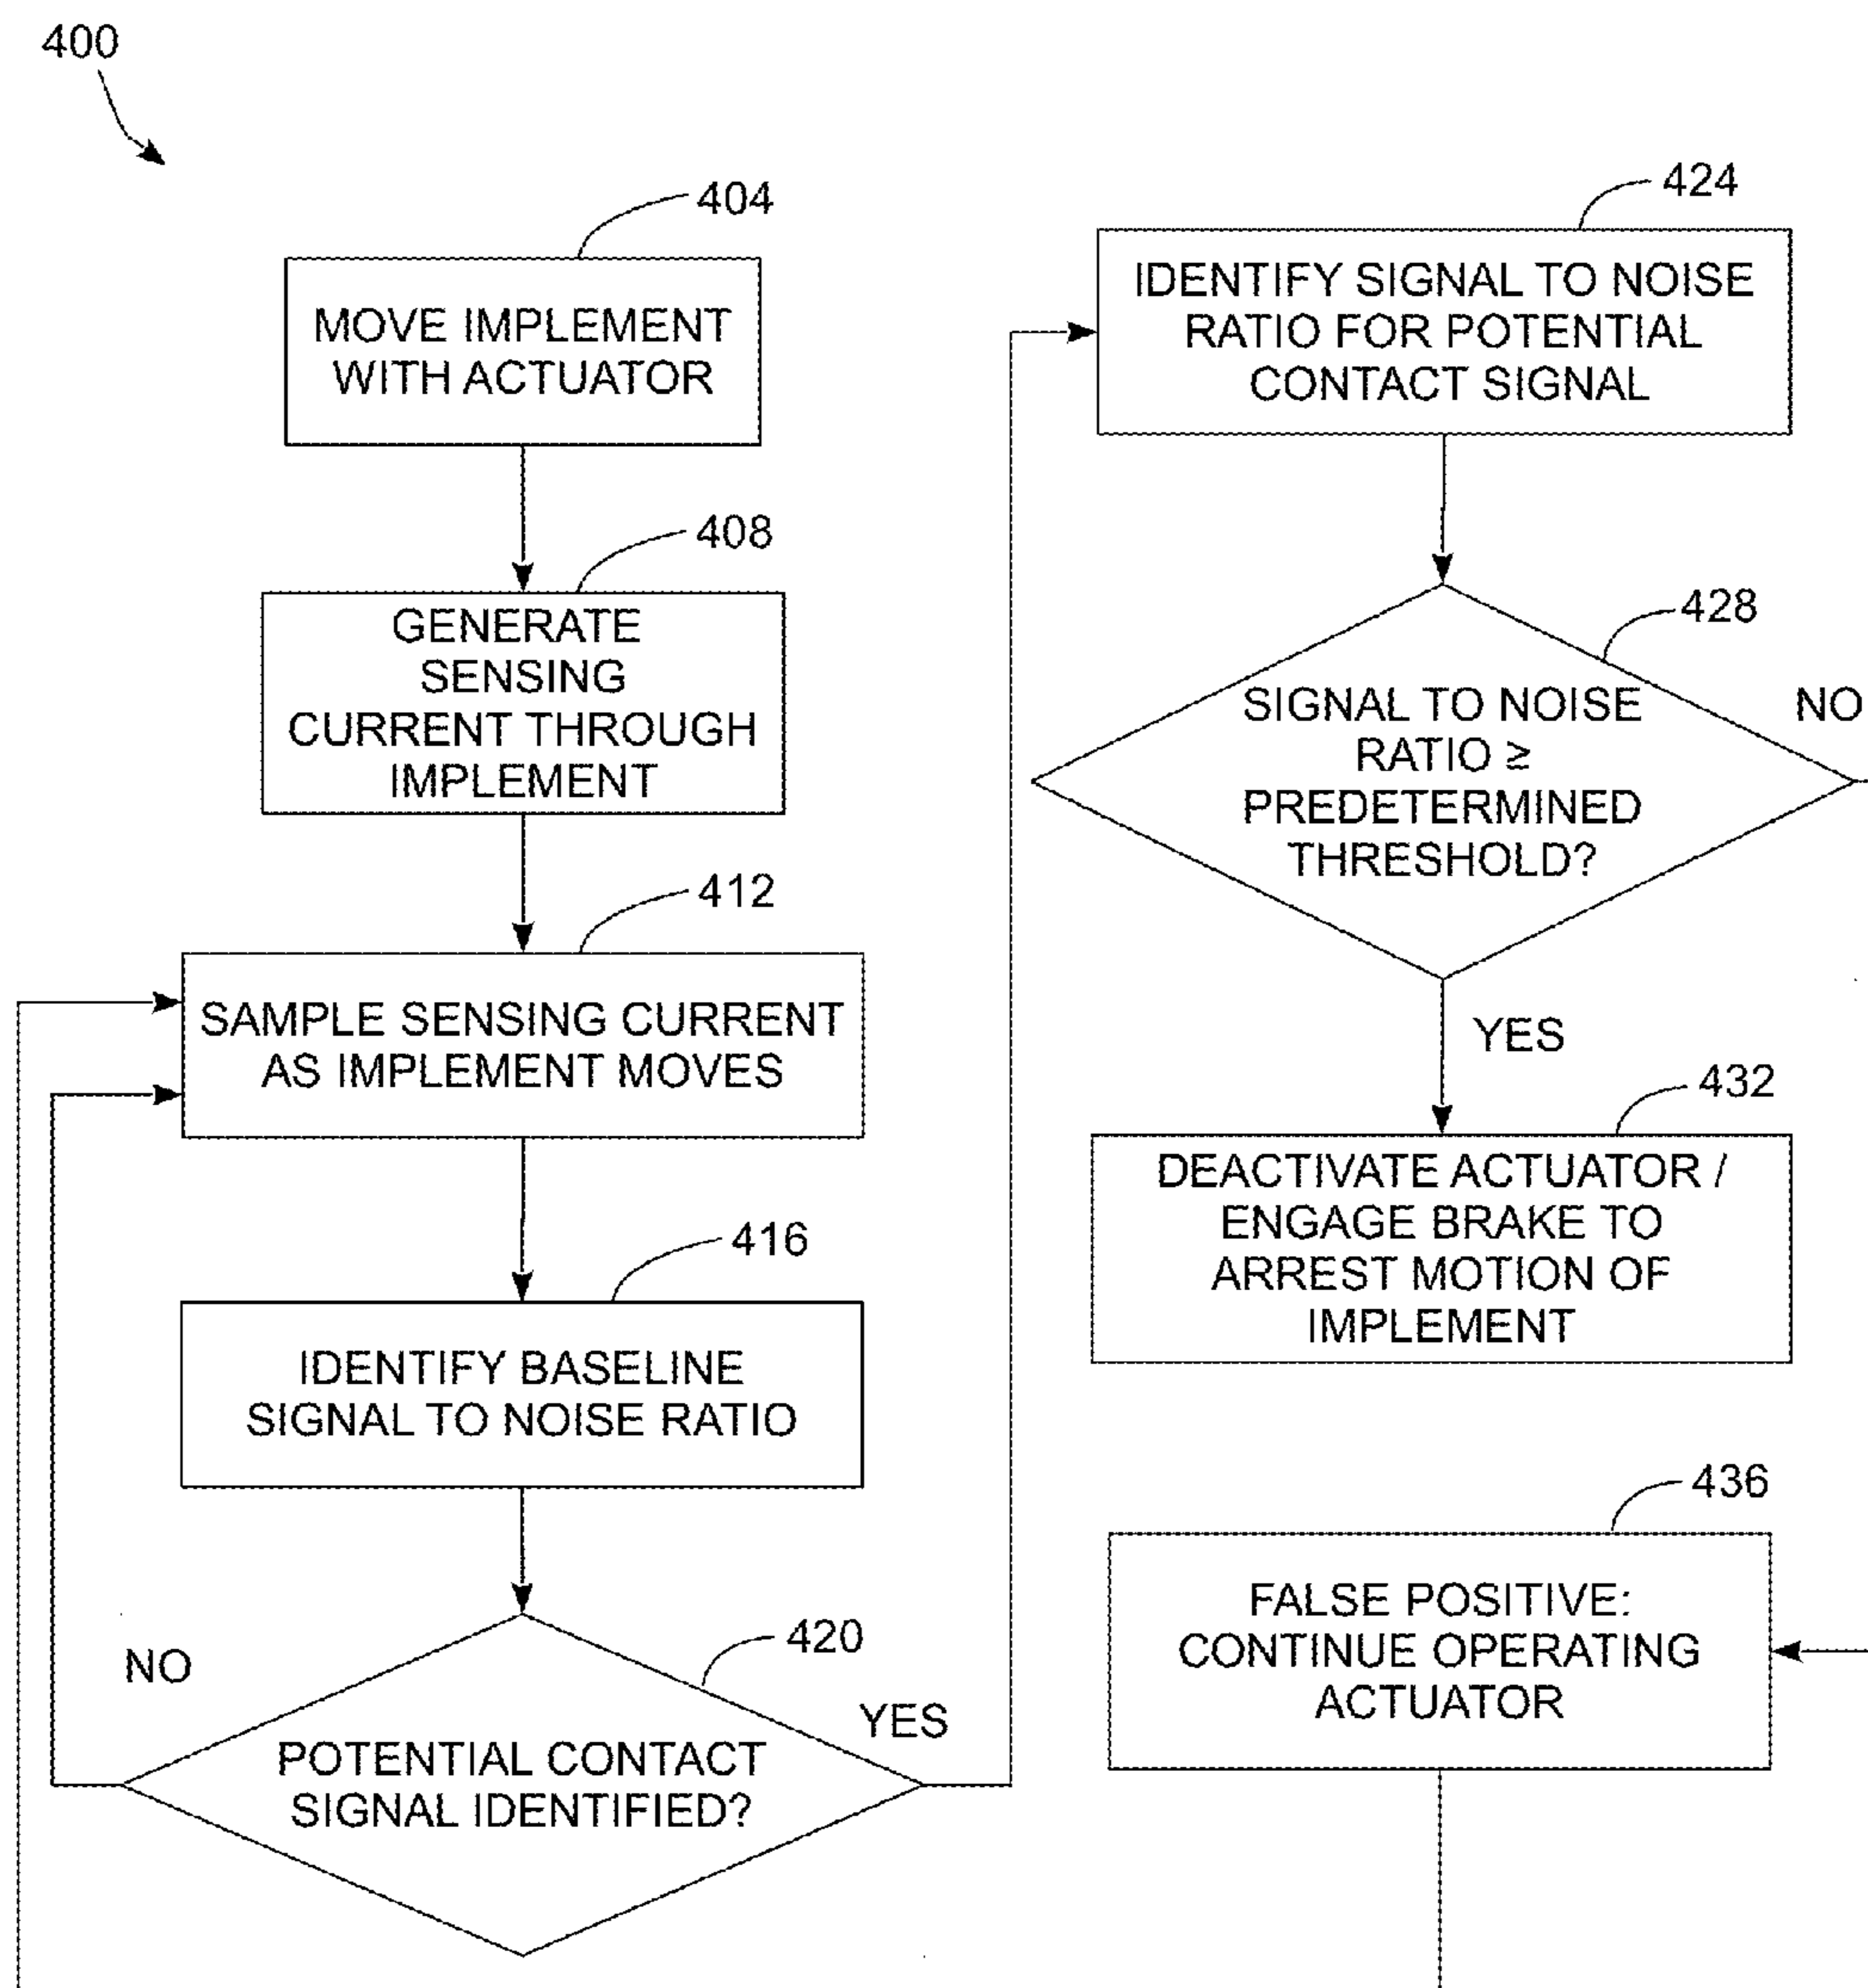 400
404
MOVE IMPLEMENT
WITH ACTUATOR
408
GENERATE
SENSING
CURRENT THROUGH
IMPLEMENT
412
SAMPLE SENSING CURRENT
AS IMPLEMENT MOVES
416
IDENTIFY BASELINE
SIGNAL TO NOISE RATIO
420
NO
YES
POTENTIAL CONTACT
SIGNAL IDENTIFIED?
424
IDENTIFY SIGNAL TO NOISE
RATIO FOR POTENTIAL
CONTACT SIGNAL
428
NO
SIGNAL TO NOISE
RATIO ≥
PREDETERMINED
THRESHOLD?
YES
432
DEACTIVATE ACTUATOR /
ENGAGE BRAKE TO
ARREST MOTION OF
IMPLEMENT
436
FALSE POSITIVE:
CONTINUE OPERATING
ACTUATOR